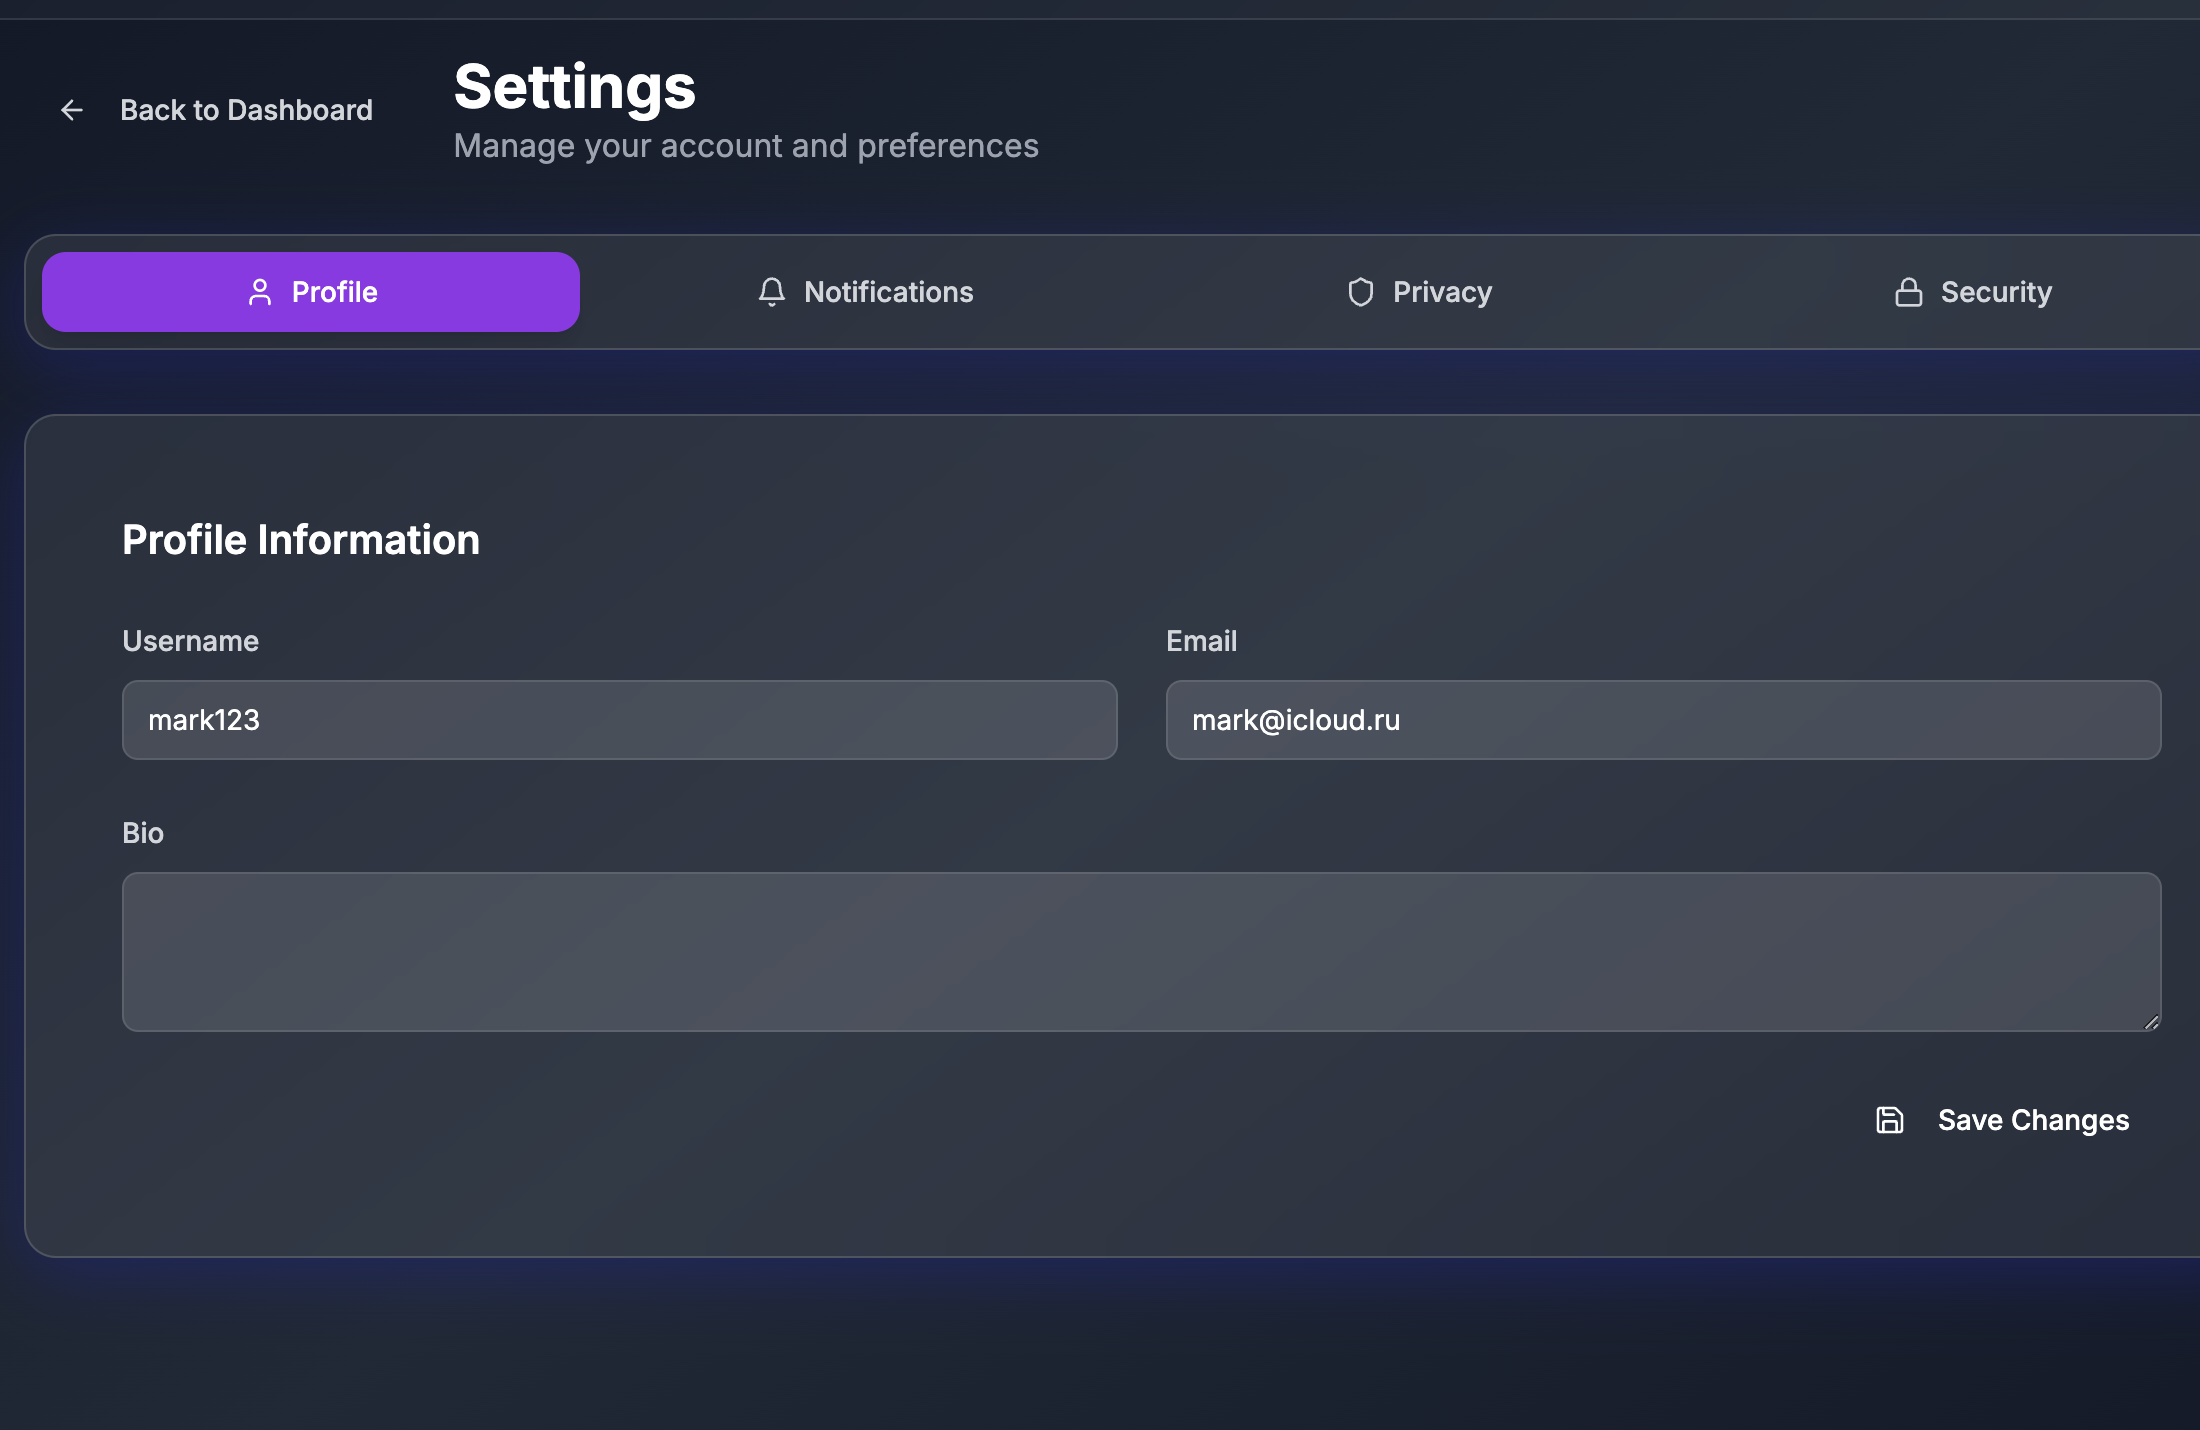 Back to Dashboard
Settings
Manage your account and preferences
Profile
Notifications
Privacy
Security
Profile Information
Username
Email
mark123
mark@icloud.ru
Bio
Save Changes